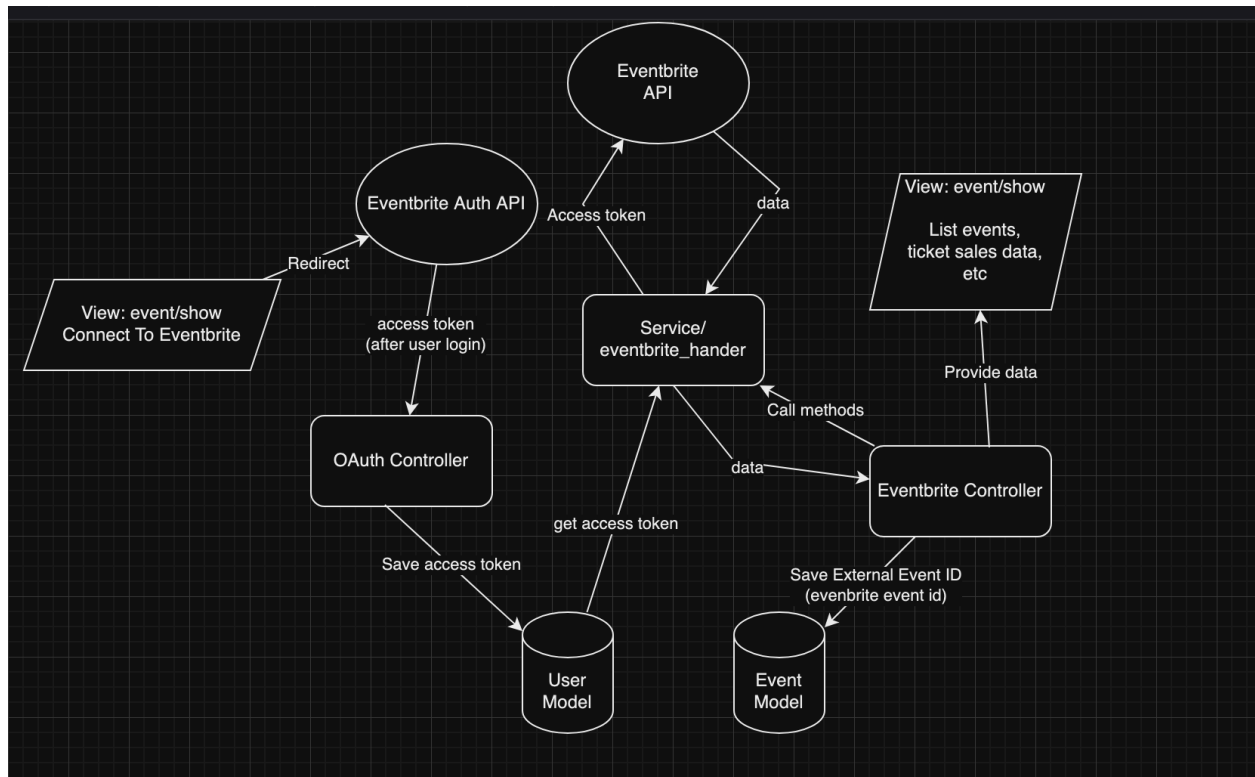 Eventbrite
API
Eventbrite Auth API
Access token
data
View: event/show
List events,
ticket sales data,
etc
Redirect
View: event/show
Connect To Eventbrite
access token
(after user login)
Service/
eventbrite_hander
Provide data
Call methods
OAuth Controller
data
Eventbrite Controller
get access token
Save access token
Save External Event ID
(evenbrite event id)
User
Model
Event
Model